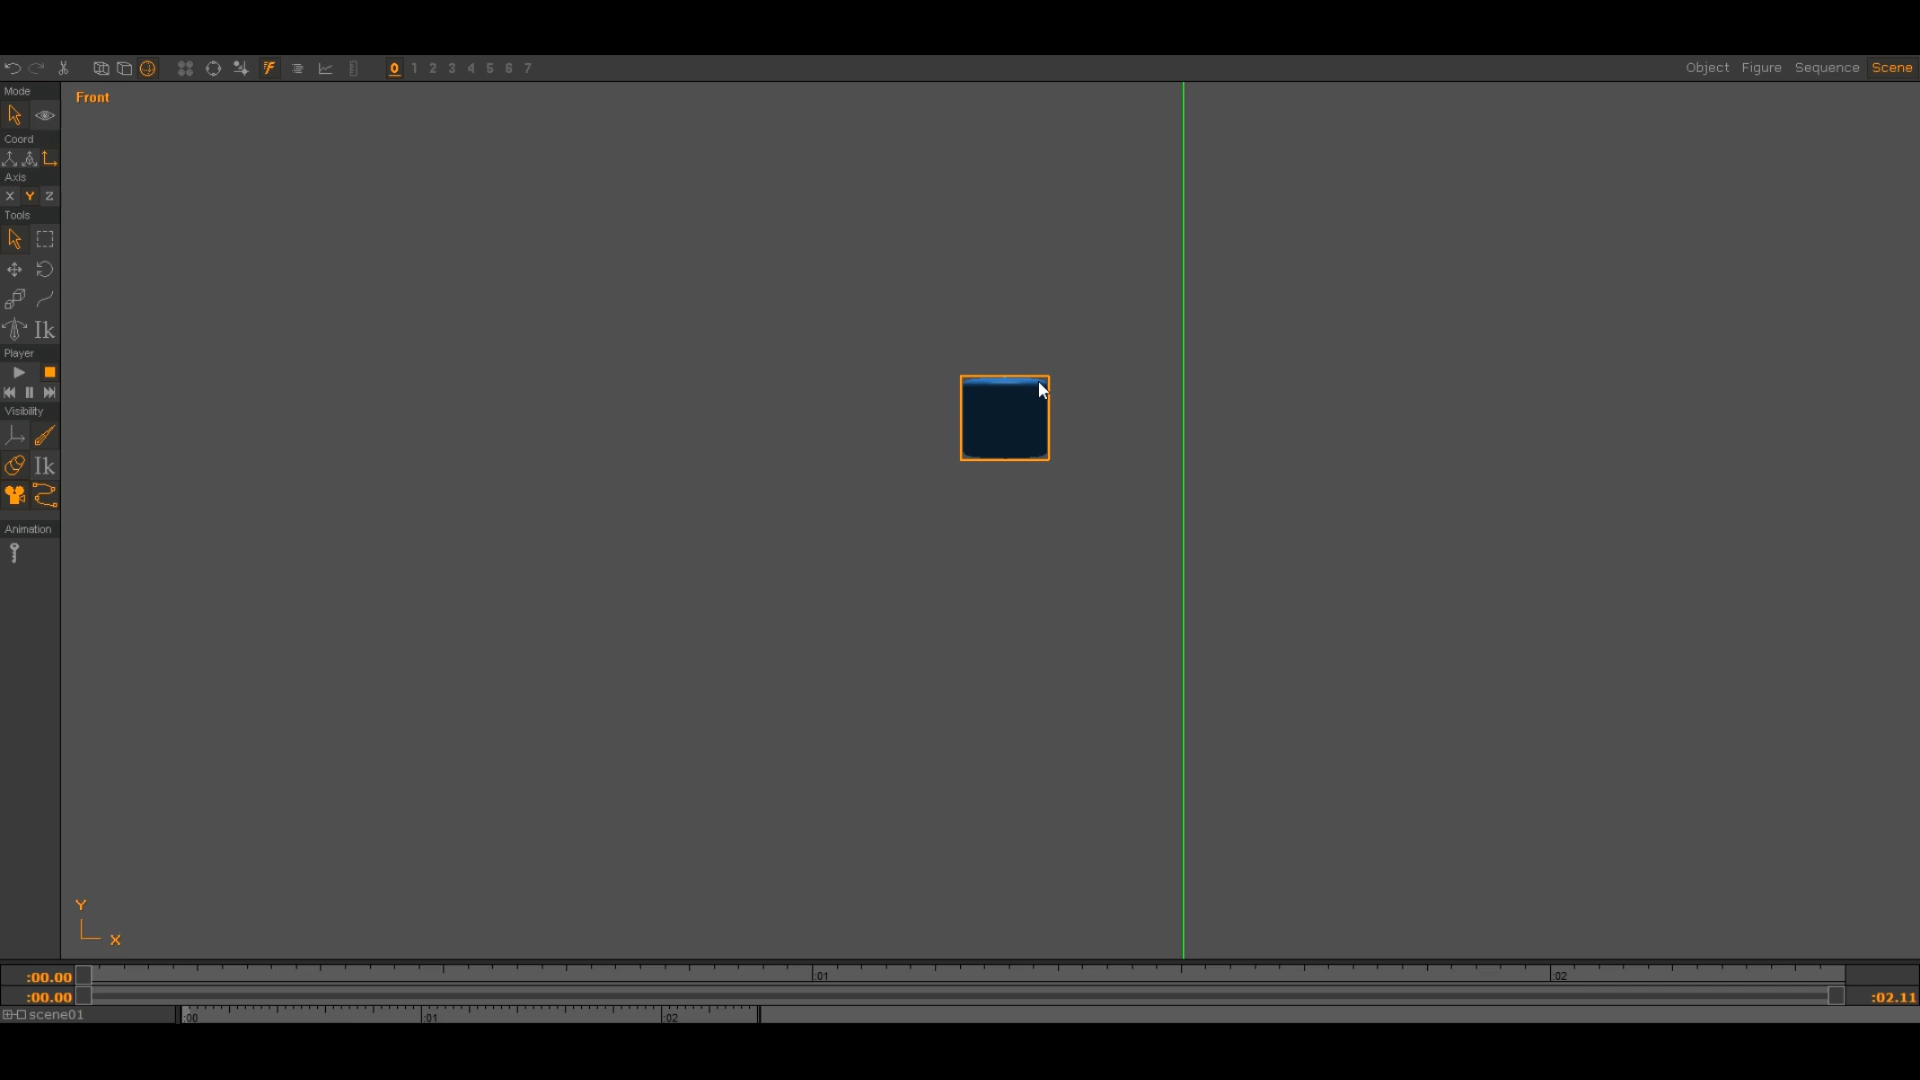 0 1 2 3 4 5 6 7
Object Figure Sequence Scene
Mode
Front
Coord
Axis
X Y Z
Tools
Ik
Player
Visibility
Ik
Animation
Y
X
:00.00
:01
:02
:00.00
:02.11
scene01
:00
:01
:02